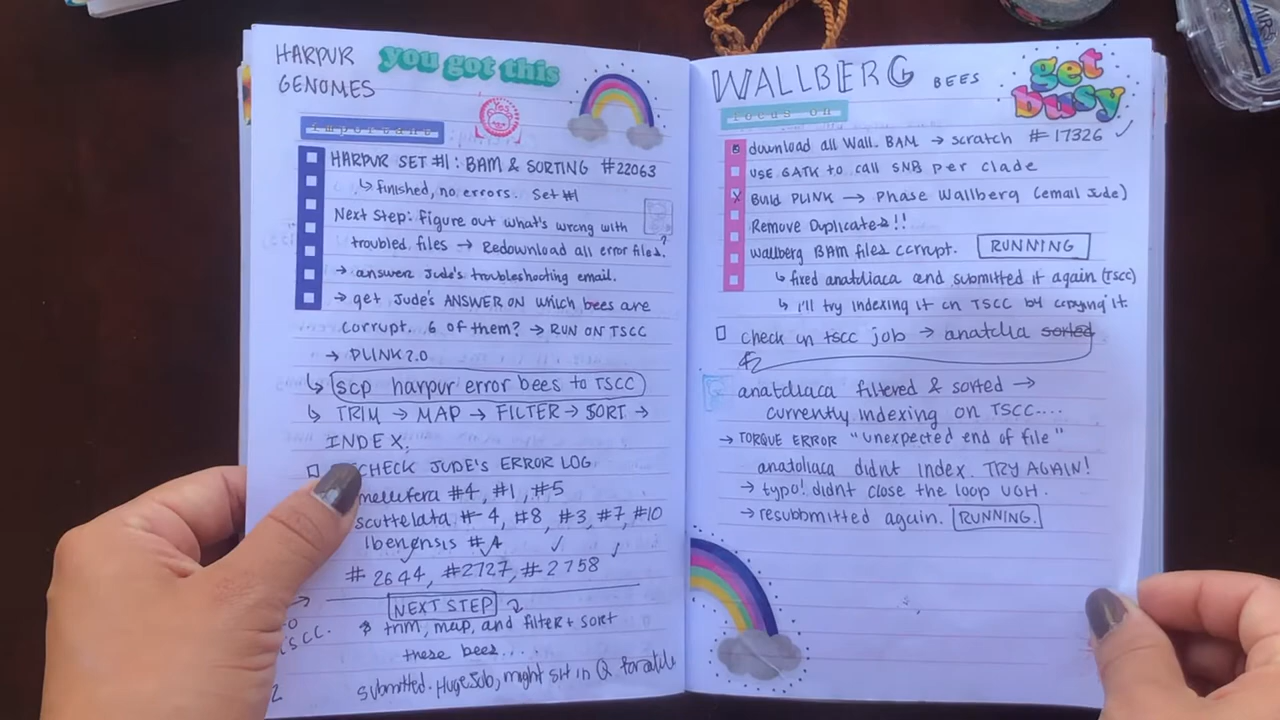 HARPUR
GENOMES
you got this
Yes!
HARPUR SET #1: BAM & SORTING #22063
↳ finished, no errors. Set #1
Next Step: Figure out what's wrong with
troubled files → Redownload all error files.?
→ answer Jude's troubleshooting email.
→ get Jude's ANSWER ON which bees are
corrupt... 6 of them? → RUN ON TSCC
→ PLINK 2.0
↳ scp harpur error bees to TSCC
↳ TRIM → MAP → FILTER → SORT →
INDEX.
☐ CHECK JUDE'S ERROR LOG
mellifera #4, #1, #5
scuttelata #4, #8, #3, #7, #10
#2644, #2727, #2758
NEXT STEP
trim, map, and filter + sort
these bees....
submitted. Huge Job, might sit in Q for awhile
WALLBERG BEES
get
busy
focus on
download all Wall. BAM → scratch #17326 ✓
USE GATK to call SNB per clade
X Build PLINK → Phase Wallberg (email Jude)
Remove Duplicates!!
Wallberg BAM files corrupt. RUNNING
↳ fixed anatoliaca and submitted it again (TSCC)
↳ I'll try indexing it on TSCC by copying it.
☐ check on tscc job → anatolia sorted
anatoliaca filtered & sorted →
currently indexing on TSCC....
→ TORQUE ERROR "unexpected end of file"
anatoliaca didnt index. TRY AGAIN!
→ typo! didnt close the loop UGH.
→ resubbmitted again. RUNNING.